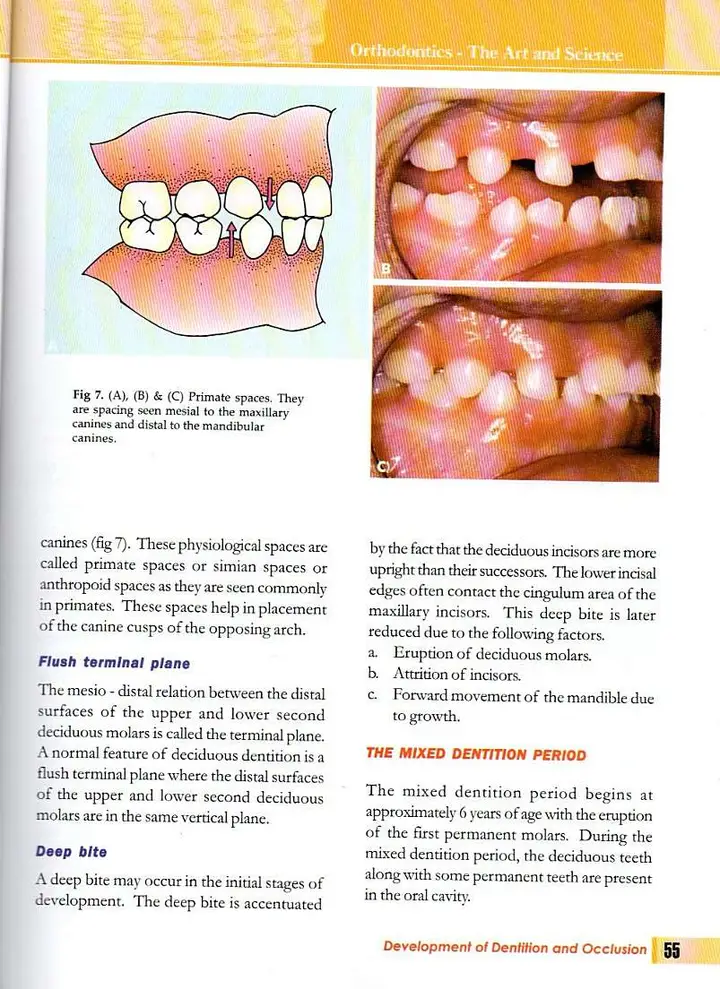 Orthodontics - The Art and Science
A
B
C
Fig 7. (A), (B) & (C) Primate spaces. They
are spacing seen mesial to the maxillary
canines and distal to the mandibular
canines.
canines (fig 7). These physiological spaces are
called primate spaces or simian spaces or
anthropoid spaces as they are seen commonly
in primates. These spaces help in placement
of the canine cusps of the opposing arch.
Flush terminal plane
The mesio - distal relation between the distal
surfaces of the upper and lower second
deciduous molars is called the terminal plane.
A normal feature of deciduous dentition is a
flush terminal plane where the distal surfaces
of the upper and lower second deciduous
molars are in the same vertical plane.
Deep bite
A deep bite may occur in the initial stages of
development. The deep bite is accentuated
by the fact that the deciduous incisors are more
upright than their successors. The lower incisal
edges often contact the cingulum area of the
maxillary incisors. This deep bite is later
reduced due to the following factors.
a. Eruption of deciduous molars.
b. Attrition of incisors.
c. Forward movement of the mandible due
to growth.
THE MIXED DENTITION PERIOD
The mixed dentition period begins at
approximately 6 years of age with the eruption
of the first permanent molars. During the
mixed dentition period, the deciduous teeth
along with some permanent teeth are present
in the oral cavity.
Development of Dentition and Occlusion 55